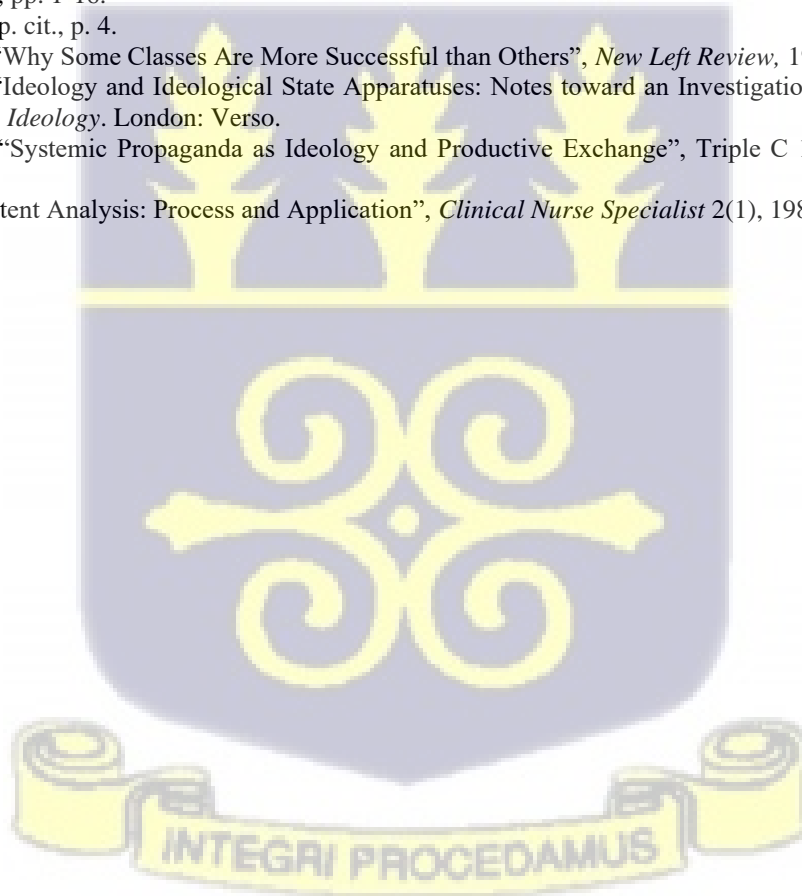 pp. 1-16.
p. cit., p. 4.
“Why Some Classes Are More Successful than Others”, New Left Review, 19
“Ideology and Ideological State Apparatuses: Notes toward an Investigatio
Ideology. London: Verso.
“Systemic Propaganda as Ideology and Productive Exchange”, Triple C
tent Analysis: Process and Application”, Clinical Nurse Specialist 2(1), 198
INTEGRI PROCEDAMUS